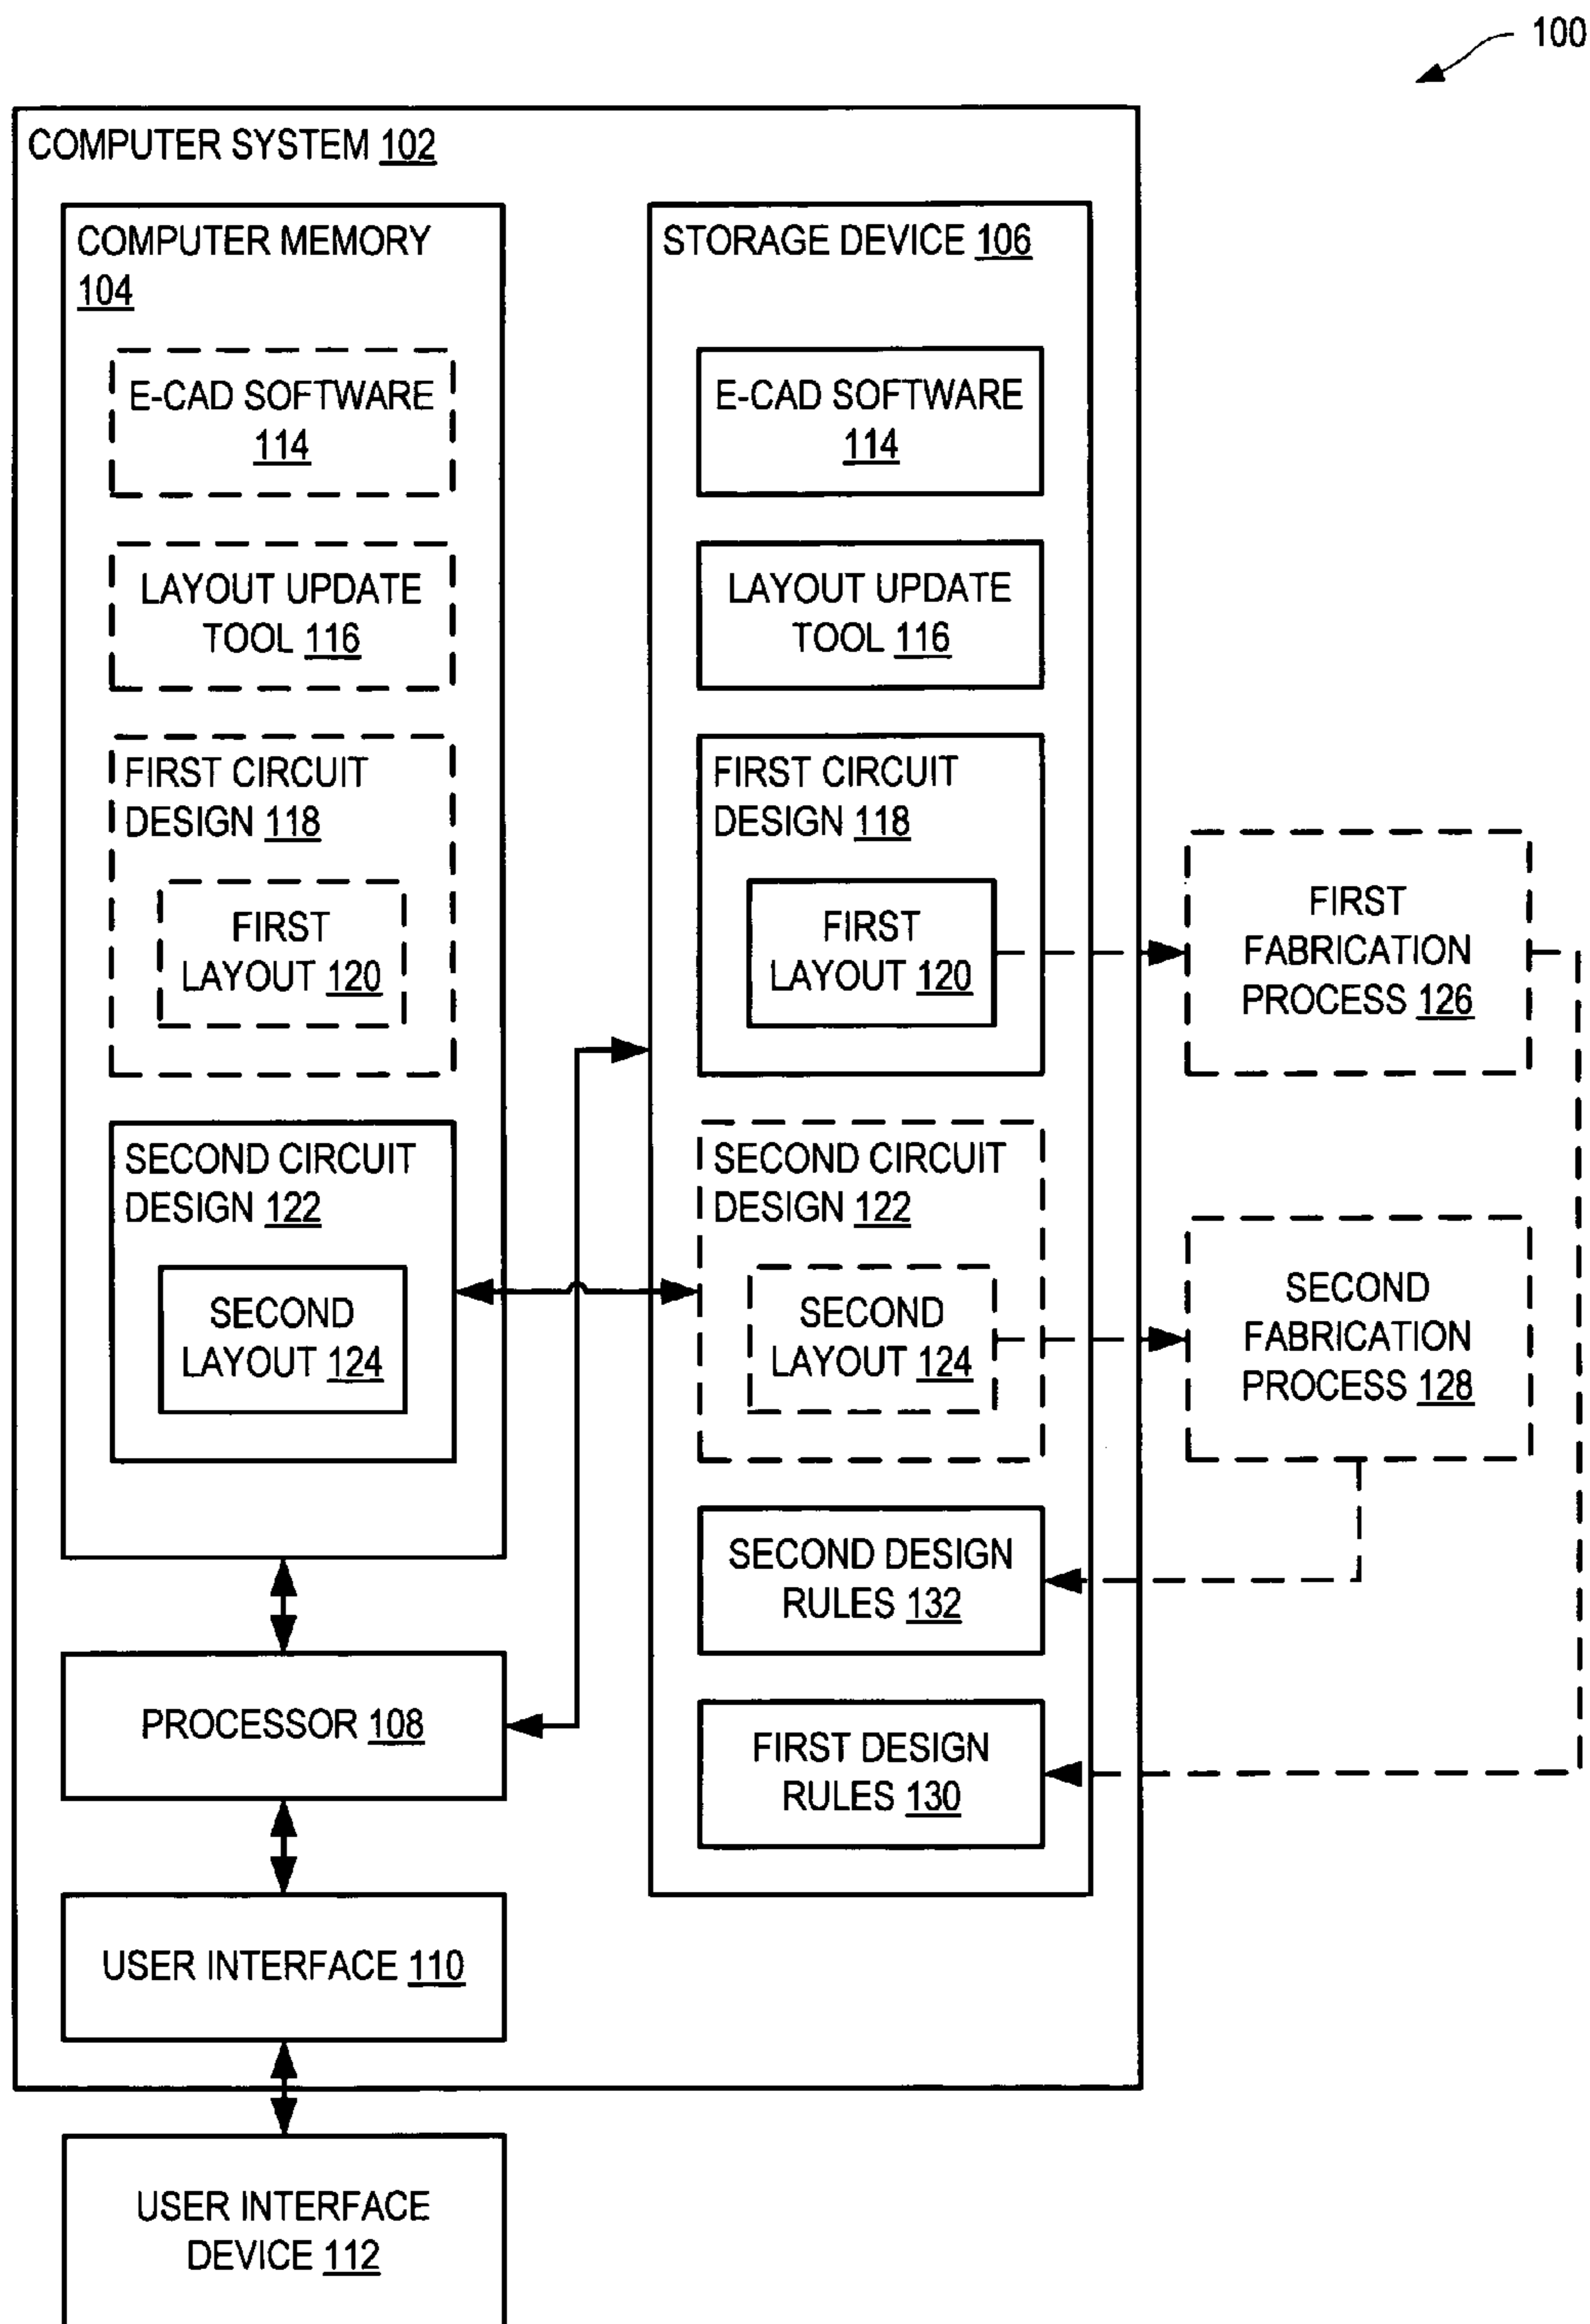 100
COMPUTER SYSTEM 102
COMPUTER MEMORY
104
E-CAD SOFTWARE
114
LAYOUT UPDATE
TOOL 116
FIRST CIRCUIT
DESIGN 118
FIRST
LAYOUT 120
SECOND CIRCUIT
DESIGN 122
SECOND
LAYOUT 124
PROCESSOR 108
USER INTERFACE 110
USER INTERFACE
DEVICE 112
STORAGE DEVICE 106
E-CAD SOFTWARE
114
LAYOUT UPDATE
TOOL 116
FIRST CIRCUIT
DESIGN 118
FIRST
LAYOUT 120
SECOND CIRCUIT
DESIGN 122
SECOND
LAYOUT 124
SECOND DESIGN
RULES 132
FIRST DESIGN
RULES 130
FIRST
FABRICATION
PROCESS 126
SECOND
FABRICATION
PROCESS 128